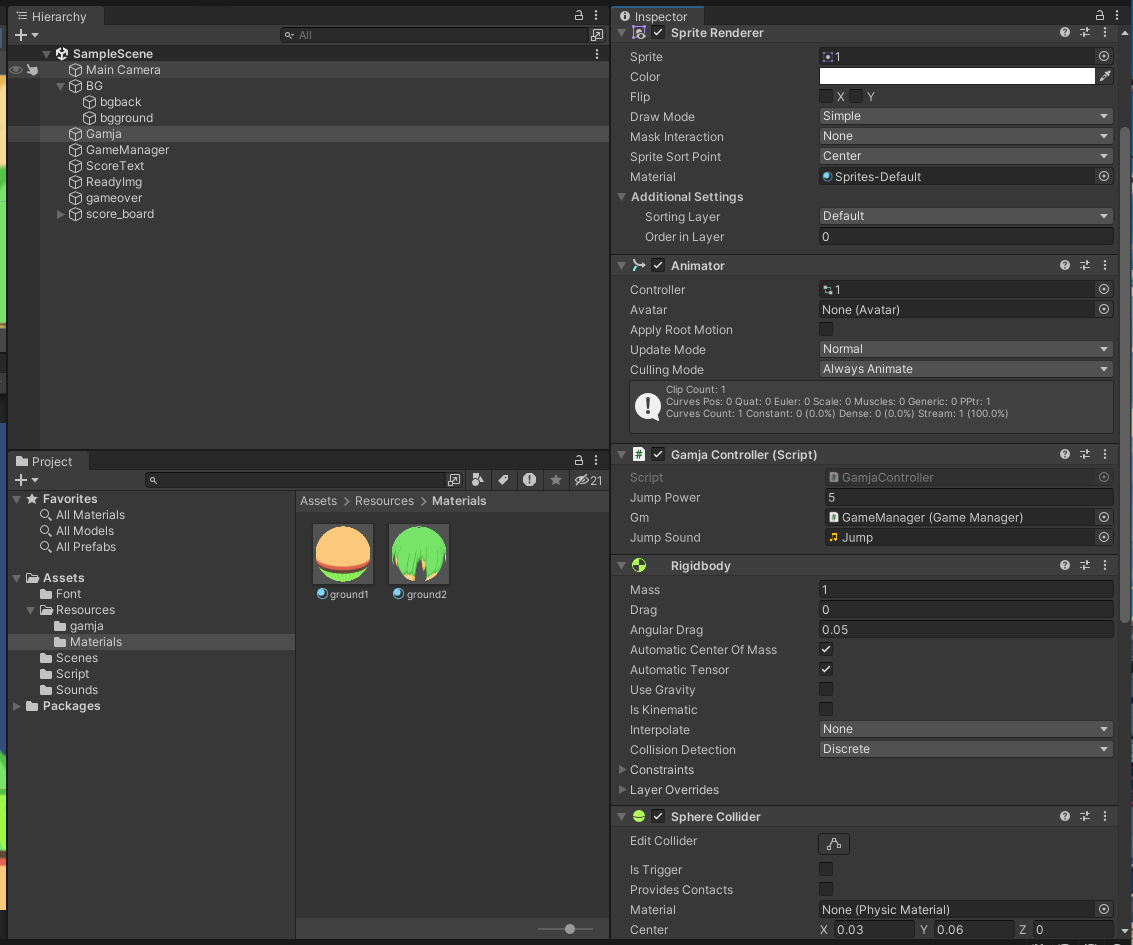 Hierarchy
All
SampleScene
Main Camera
BG
bgback
bgground
Gamja
GameManager
ScoreText
ReadyImg
gameover
score_board
Project
21
Favorites
All Materials
All Models
All Prefabs
Assets
Font
Resources
gamja
Materials
Scenes
Script
Sounds
Packages
Assets > Resources > Materials
ground1 ground2
Inspector
Sprite Renderer
Sprite 1
Color
Flip X Y
Draw Mode Simple
Mask Interaction None
Sprite Sort Point Center
Material Sprites-Default
Additional Settings
Sorting Layer Default
Order in Layer 0
Animator
Controller 1
Avatar None (Avatar)
Apply Root Motion
Update Mode Normal
Culling Mode Always Animate
Clip Count: 1
Curves Pos: 0 Quat: 0 Euler: 0 Scale: 0 Muscles: 0 Generic: 0 PPtr: 1
Curves Count: 1 Constant: 0 (0.0%) Dense: 0 (0.0%) Stream: 1 (100.0%)
# Gamja Controller (Script)
Script GamjaController
Jump Power 5
Gm GameManager (Game Manager)
Jump Sound Jump
Rigidbody
Mass 1
Drag 0
Angular Drag 0.05
Automatic Center Of Mass
Automatic Tensor
Use Gravity
Is Kinematic
Interpolate None
Collision Detection Discrete
Constraints
Layer Overrides
Sphere Collider
Edit Collider
Is Trigger
Provides Contacts
Material None (Physic Material)
Center X 0.03 Y 0.06 Z 0